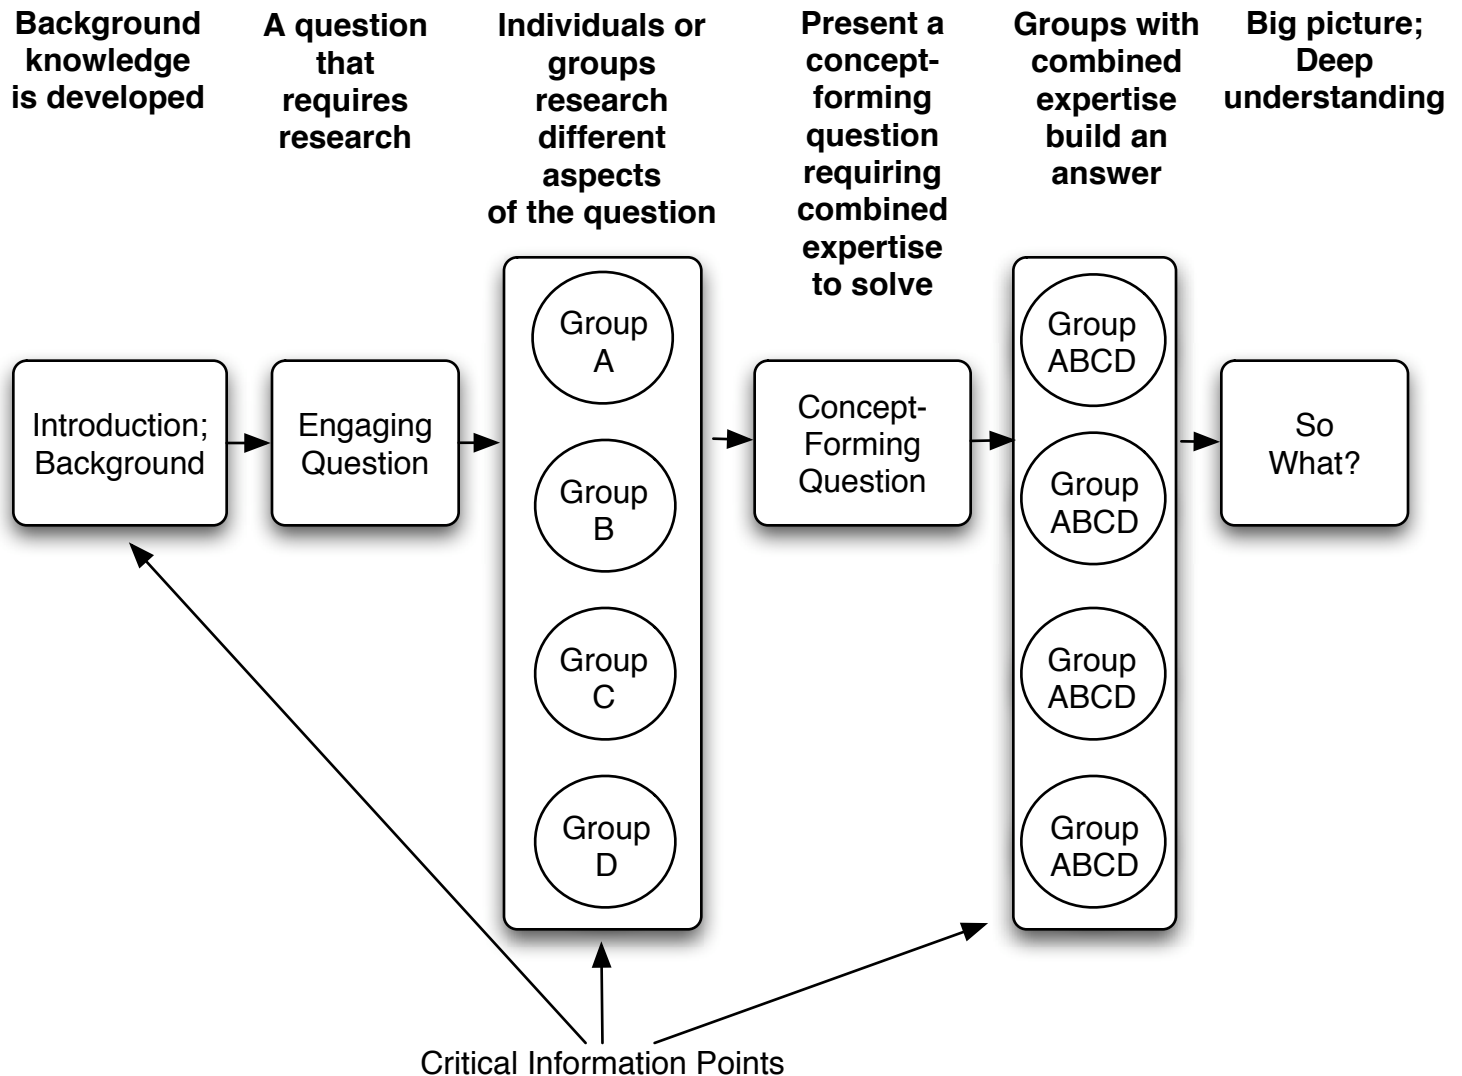 Background
knowledge
is developed
A question
that
requires
research
Individuals or
groups
research
different
aspects
of the question
Present a
concept-
forming
question
requiring
combined
expertise
to solve
Groups with
combined
expertise
build an
answer
Big picture;
Deep
understanding
Introduction;
Background
Engaging
Question
Group
A
Group
B
Group
C
Group
D
Concept-
Forming
Question
Group
ABCD
Group
ABCD
Group
ABCD
Group
ABCD
So
What?
Critical Information Points